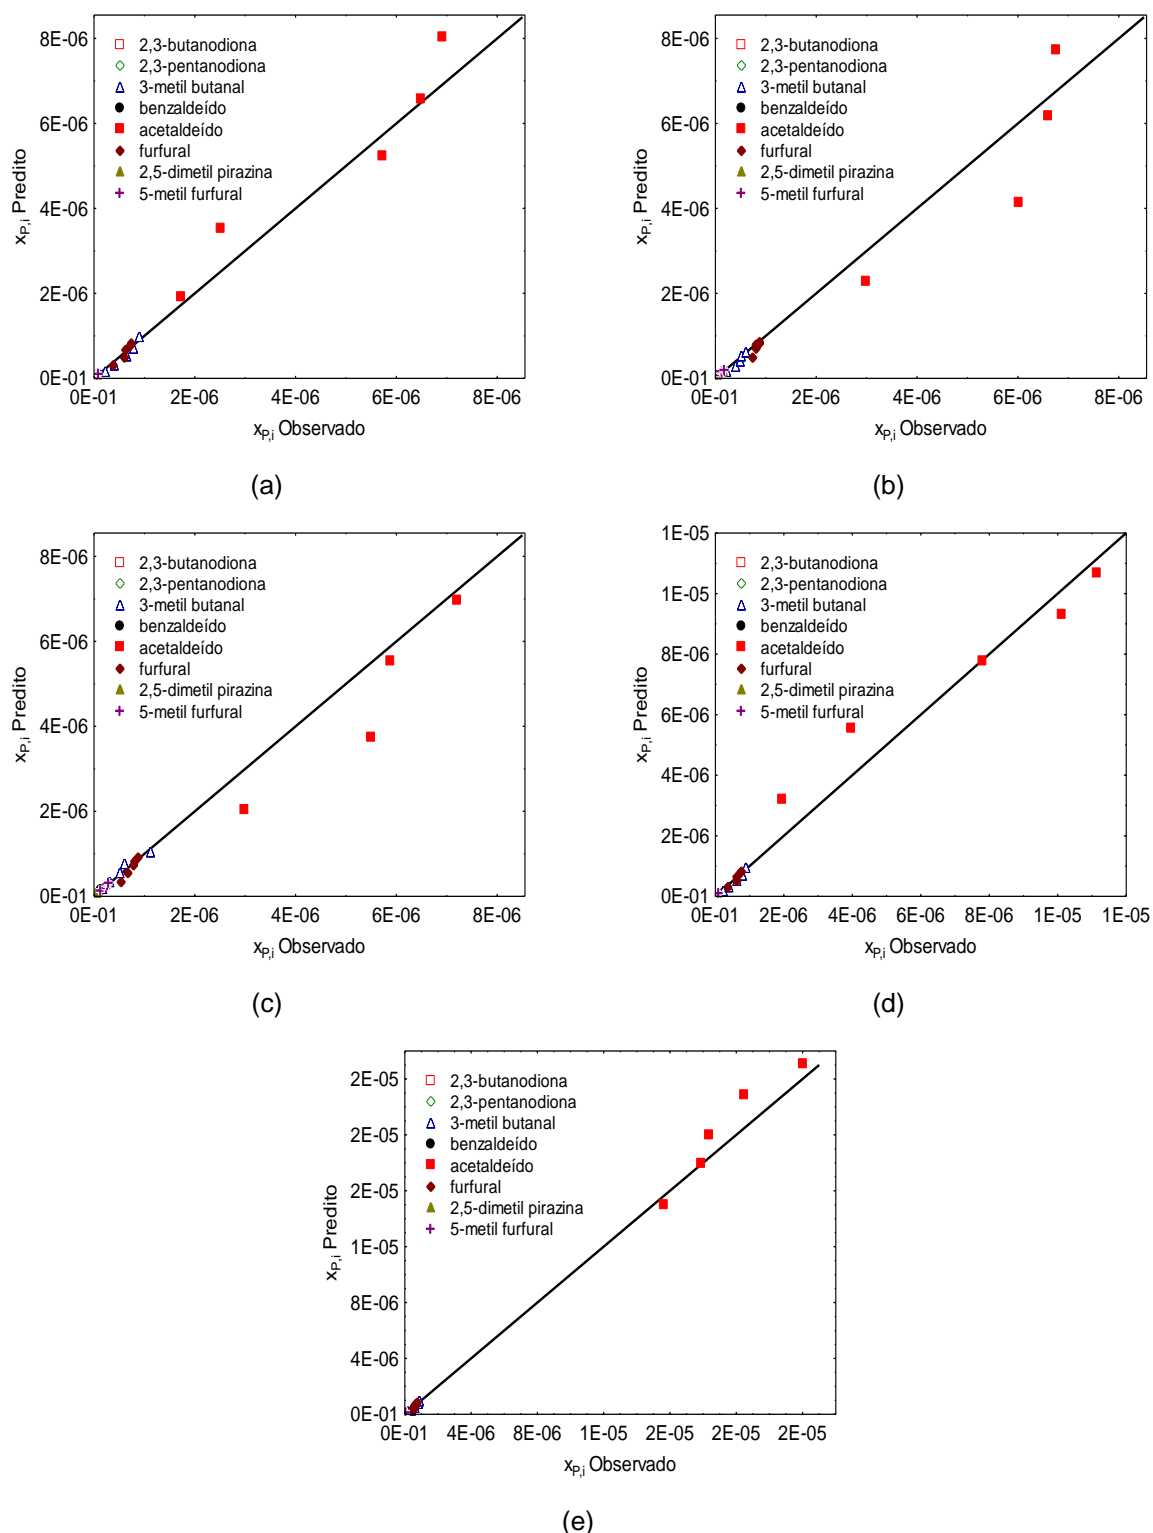 8E-06
6E-06
4E-06
2E-06
0E-01
0E-01 2E-06 4E-06 6E-06 8E-06
xP,i Predito
xP,i Observado
2,3-butanodiona
2,3-pentanodiona
3-metil butanal
benzaldeído
acetaldeído
furfural
2,5-dimetil pirazina
5-metil furfural
(a)
8E-06
6E-06
4E-06
2E-06
0E-01
0E-01 2E-06 4E-06 6E-06 8E-06
xP,i Predito
xP,i Observado
2,3-butanodiona
2,3-pentanodiona
3-metil butanal
benzaldeído
acetaldeído
furfural
2,5-dimetil pirazina
5-metil furfural
(b)
8E-06
6E-06
4E-06
2E-06
0E-01
0E-01 2E-06 4E-06 6E-06 8E-06
xP,i Predito
xP,i Observado
2,3-butanodiona
2,3-pentanodiona
3-metil butanal
benzaldeído
acetaldeído
furfural
2,5-dimetil pirazina
5-metil furfural
(c)
1E-05
1E-05
8E-06
6E-06
4E-06
2E-06
0E-01
0E-01 2E-06 4E-06 6E-06 8E-06 1E-05 1E-05
xP,i Predito
xP,i Observado
2,3-butanodiona
2,3-pentanodiona
3-metil butanal
benzaldeído
acetaldeído
furfural
2,5-dimetil pirazina
5-metil furfural
(d)
2E-05
2E-05
2E-05
1E-05
8E-06
4E-06
0E-01
0E-01 4E-06 8E-06 1E-05 2E-05 2E-05 2E-05
xP,i Predito
xP,i Observado
2,3-butanodiona
2,3-pentanodiona
3-metil butanal
benzaldeído
acetaldeído
furfural
2,5-dimetil pirazina
5-metil furfural
(e)